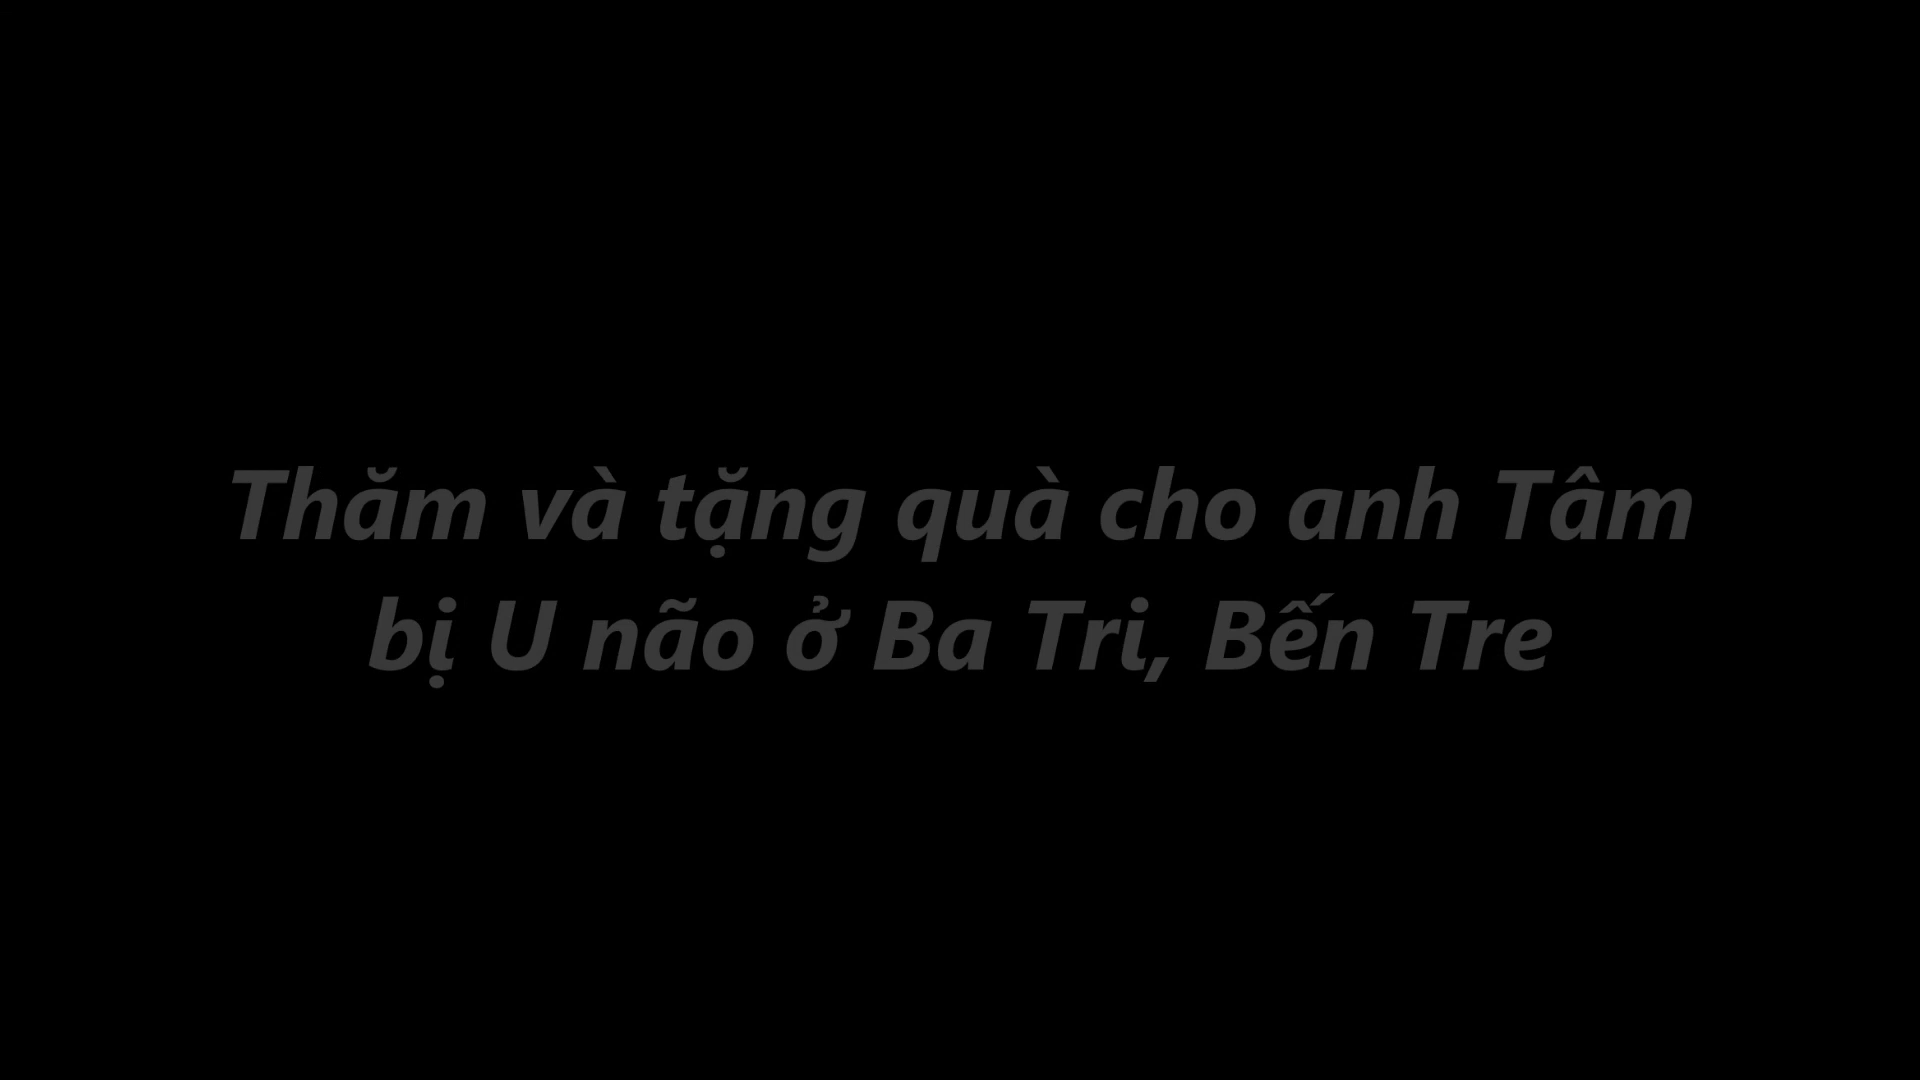 Thăm và tặng quà cho anh Tâm
bị U não ở Ba Tri, Bến Tre